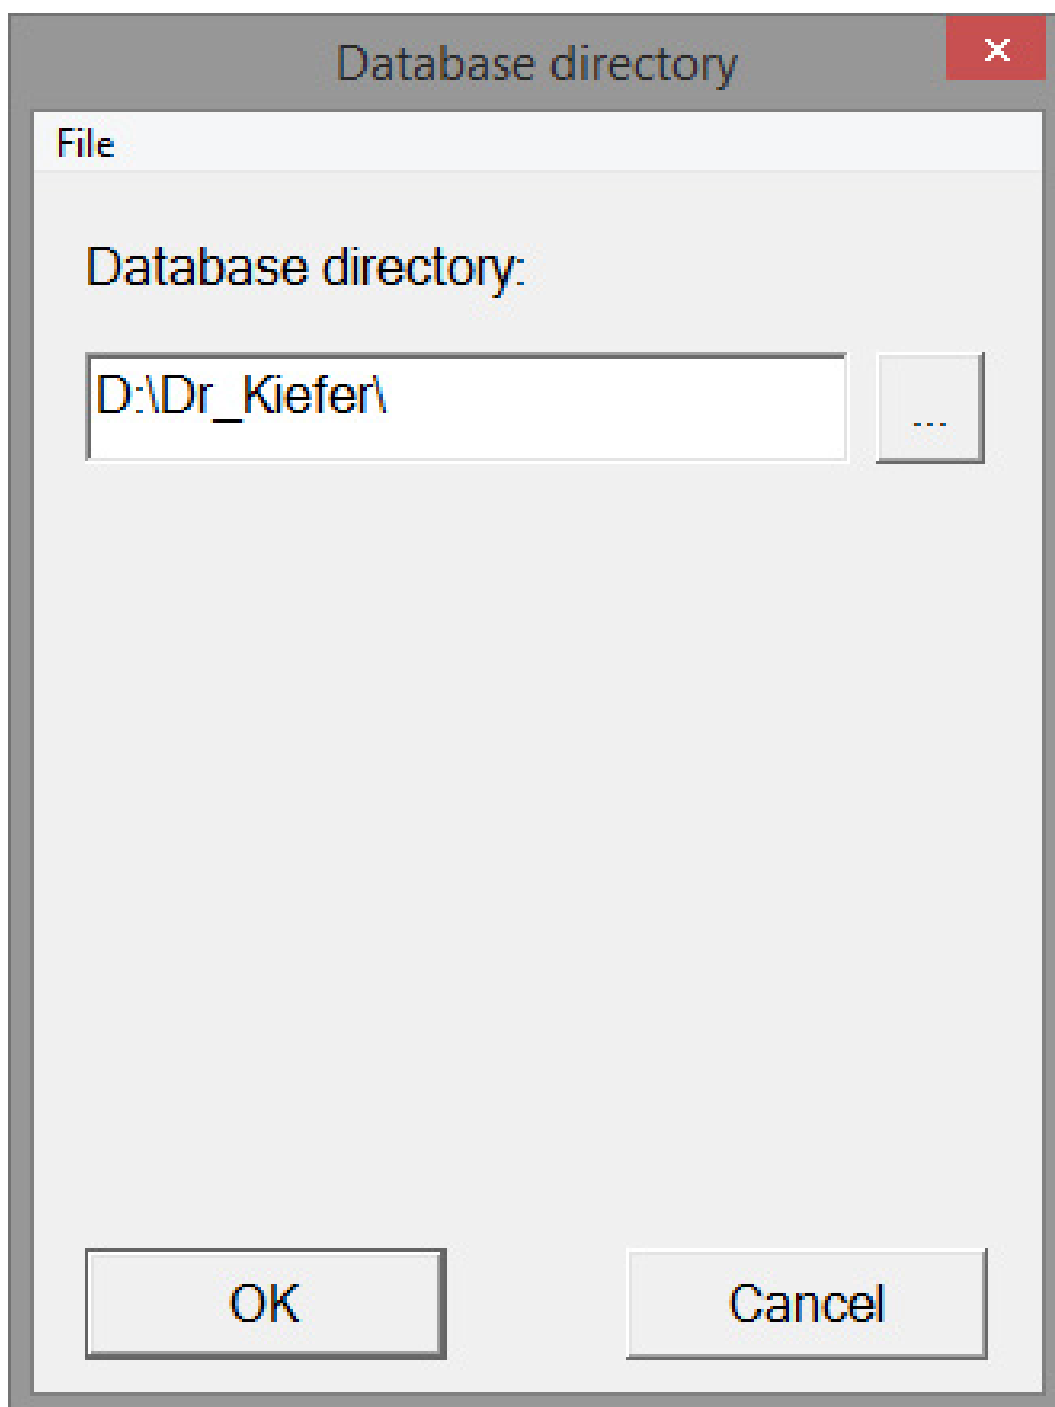 Database directory
File
Database directory:
D:\Dr_Kiefer\
...
OK
Cancel